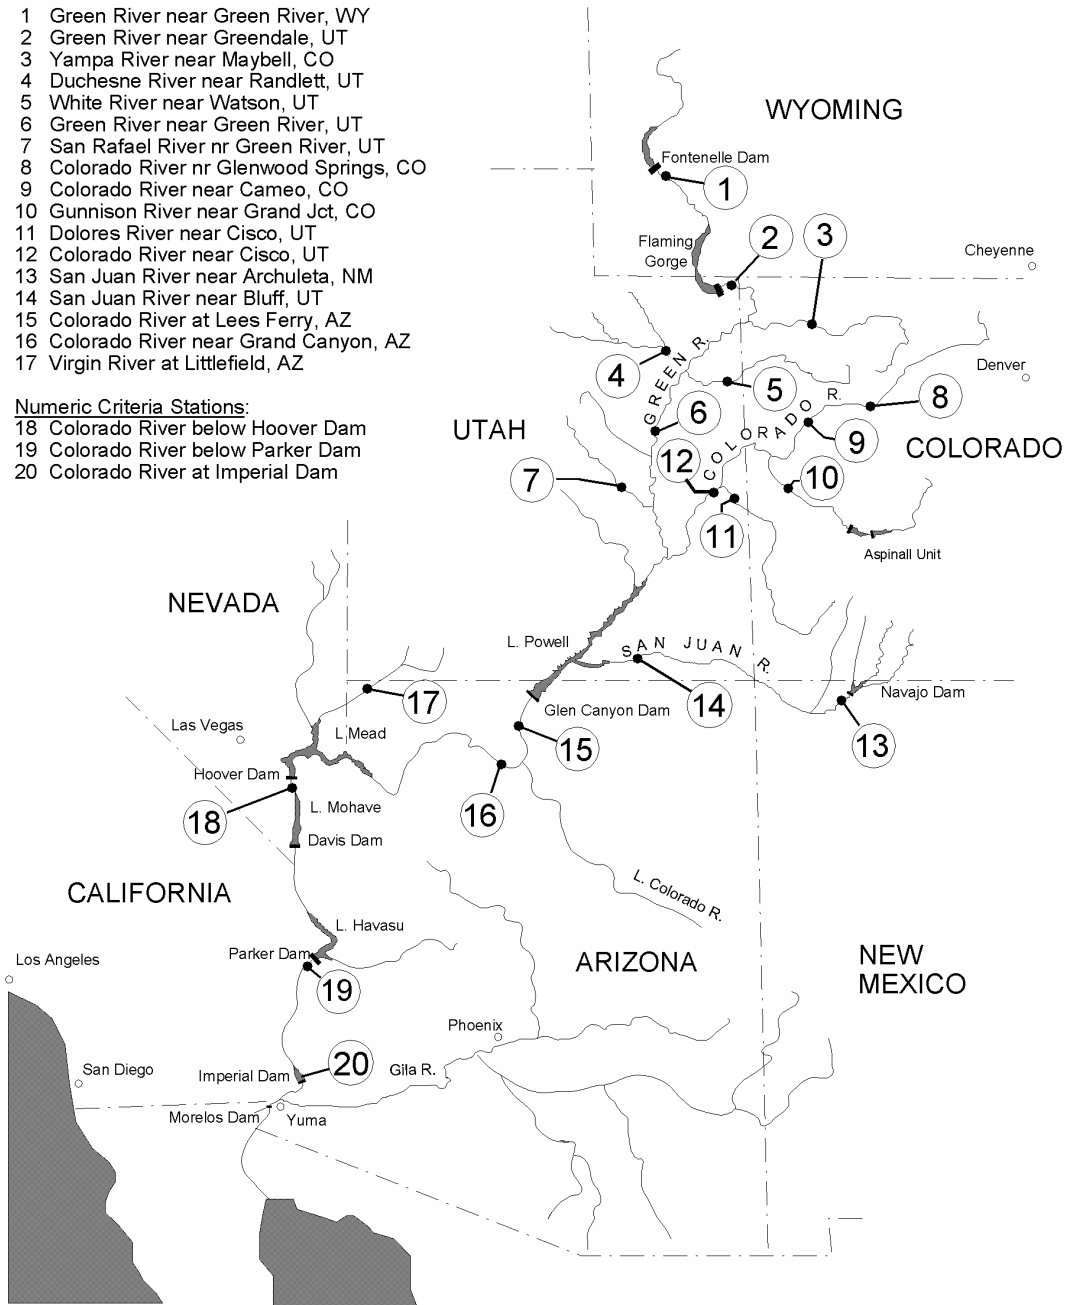 1 Green River near Green River, WY
2 Green River near Greendale, UT
3 Yampa River near Maybell, CO
4 Duchesne River near Randlett, UT
5 White River near Watson, UT
6 Green River near Green River, UT
7 San Rafael River nr Green River, UT
8 Colorado River nr Glenwood Springs, CO
9 Colorado River near Cameo, CO
10 Gunnison River near Grand Jct, CO
11 Dolores River near Cisco, UT
12 Colorado River near Cisco, UT
13 San Juan River near Archuleta, NM
14 San Juan River near Bluff, UT
15 Colorado River at Lees Ferry, AZ
16 Colorado River near Grand Canyon, AZ
17 Virgin River at Littlefield, AZ
Numeric Criteria Stations:
18 Colorado River below Hoover Dam
19 Colorado River below Parker Dam
20 Colorado River at Imperial Dam
WYOMING
Fontenelle Dam
1
Flaming
Gorge
2
3
Cheyenne
4
GREEN R.
5
Denver
COLORADO R.
8
UTAH
6
9
COLORADO
12
7
10
11
Aspinall Unit
NEVADA
L. Powell
SAN JUAN R.
17
14
Navajo Dam
Glen Canyon Dam
Las Vegas
L Mead
15
13
Hoover Dam
18
L. Mohave
16
Davis Dam
CALIFORNIA
L. Colorado R.
L. Havasu
Parker Dam
Los Angeles
ARIZONA
NEW
MEXICO
19
Phoenix
San Diego
Imperial Dam
20
Gila R.
Morelos Dam
Yuma